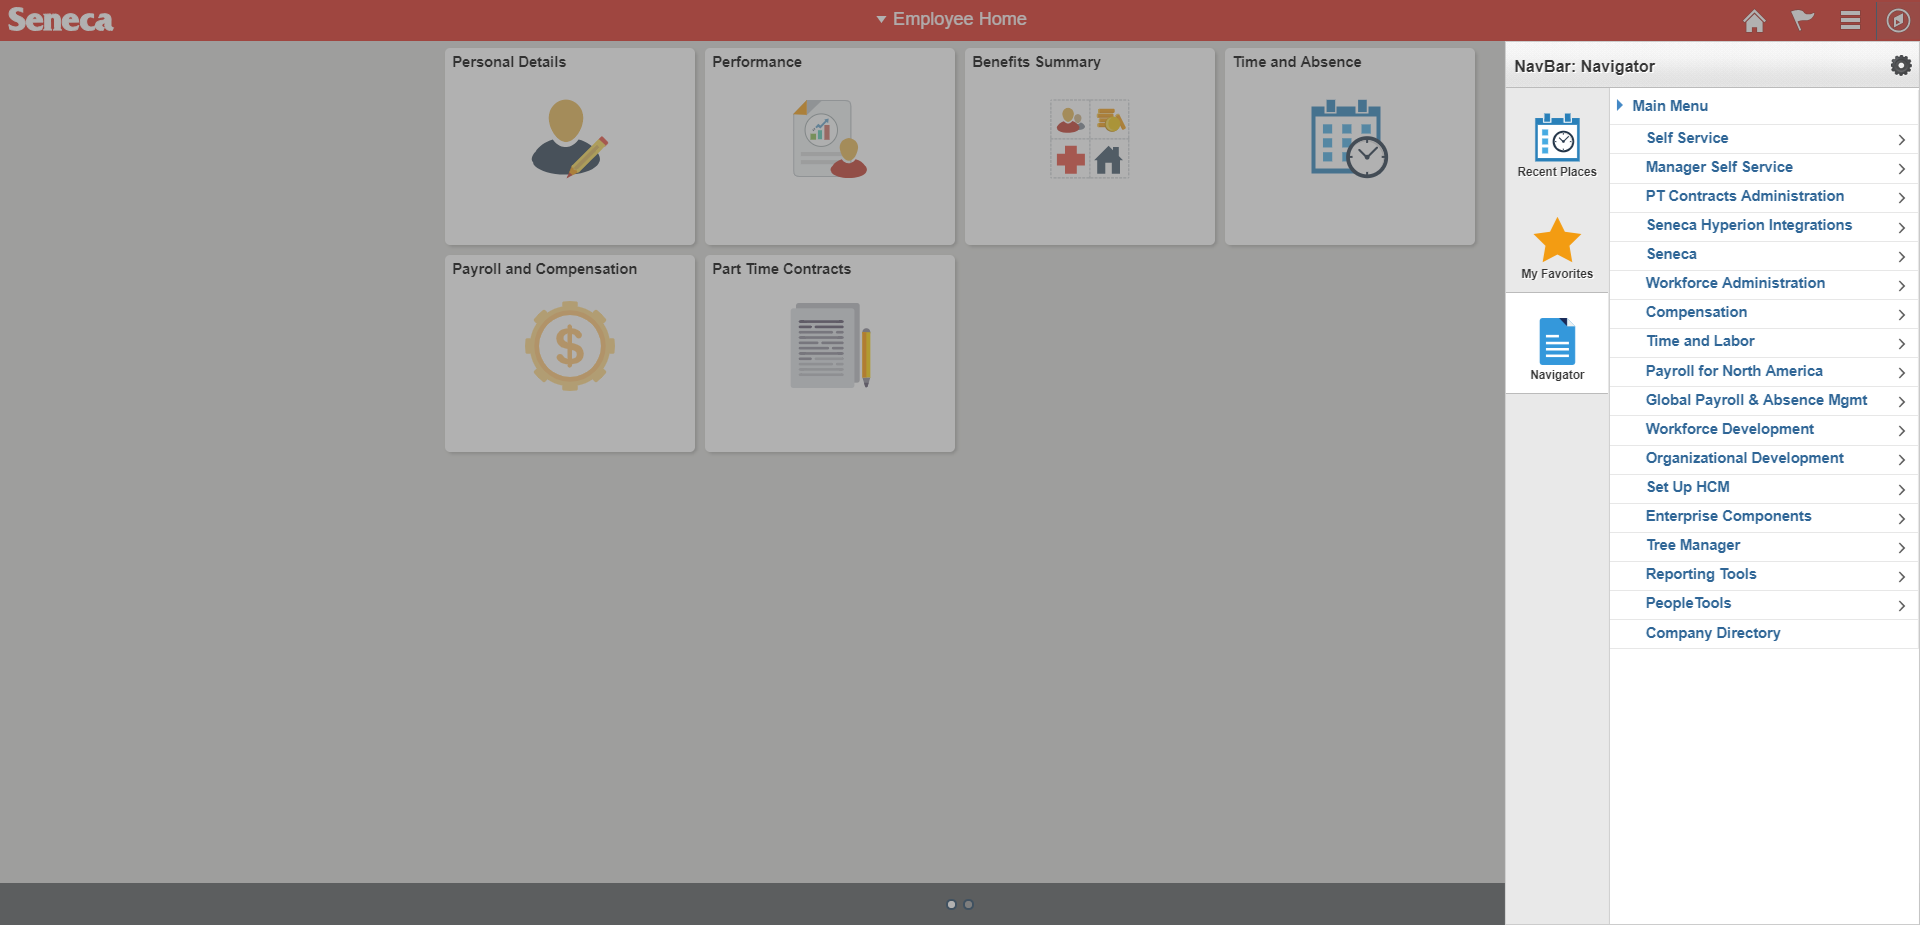 Seneca
Employee Home
Personal Details
Performance
Benefits Summary
Time and Absence
Payroll and Compensation
$
Part Time Contracts
NavBar: Navigator
Recent Places
My Favorites
Navigator
Main Menu
Self Service
Manager Self Service
PT Contracts Administration
Seneca Hyperion Integrations
Seneca
Workforce Administration
Compensation
Time and Labor
Payroll for North America
Global Payroll & Absence Mgmt
Workforce Development
Organizational Development
Set Up HCM
Enterprise Components
Tree Manager
Reporting Tools
PeopleTools
Company Directory